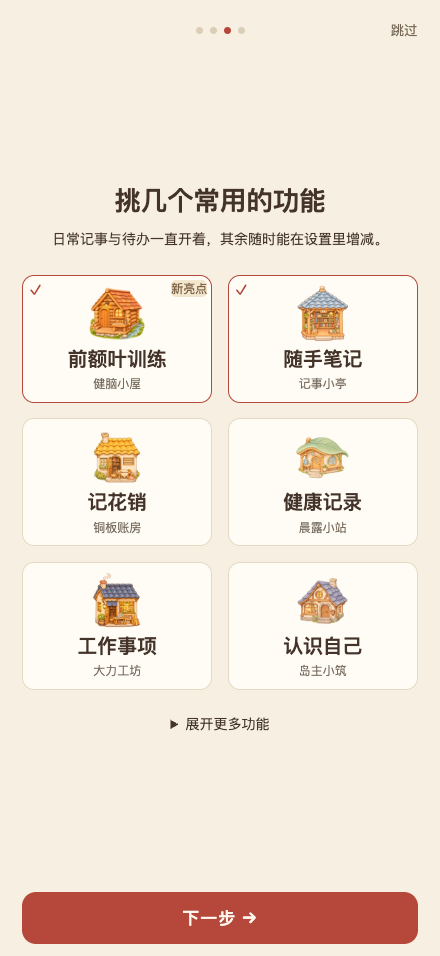 跳过
挑几个常用的功能
日常记事与待办一直开着，其余随时能在设置里增减。
新亮点
前额叶训练
健脑小屋
随手笔记
记事小亭
记花销
铜板账房
健康记录
晨露小站
工作事项
大力工坊
认识自己
岛主小筑
▶ 展开更多功能
下一步 →